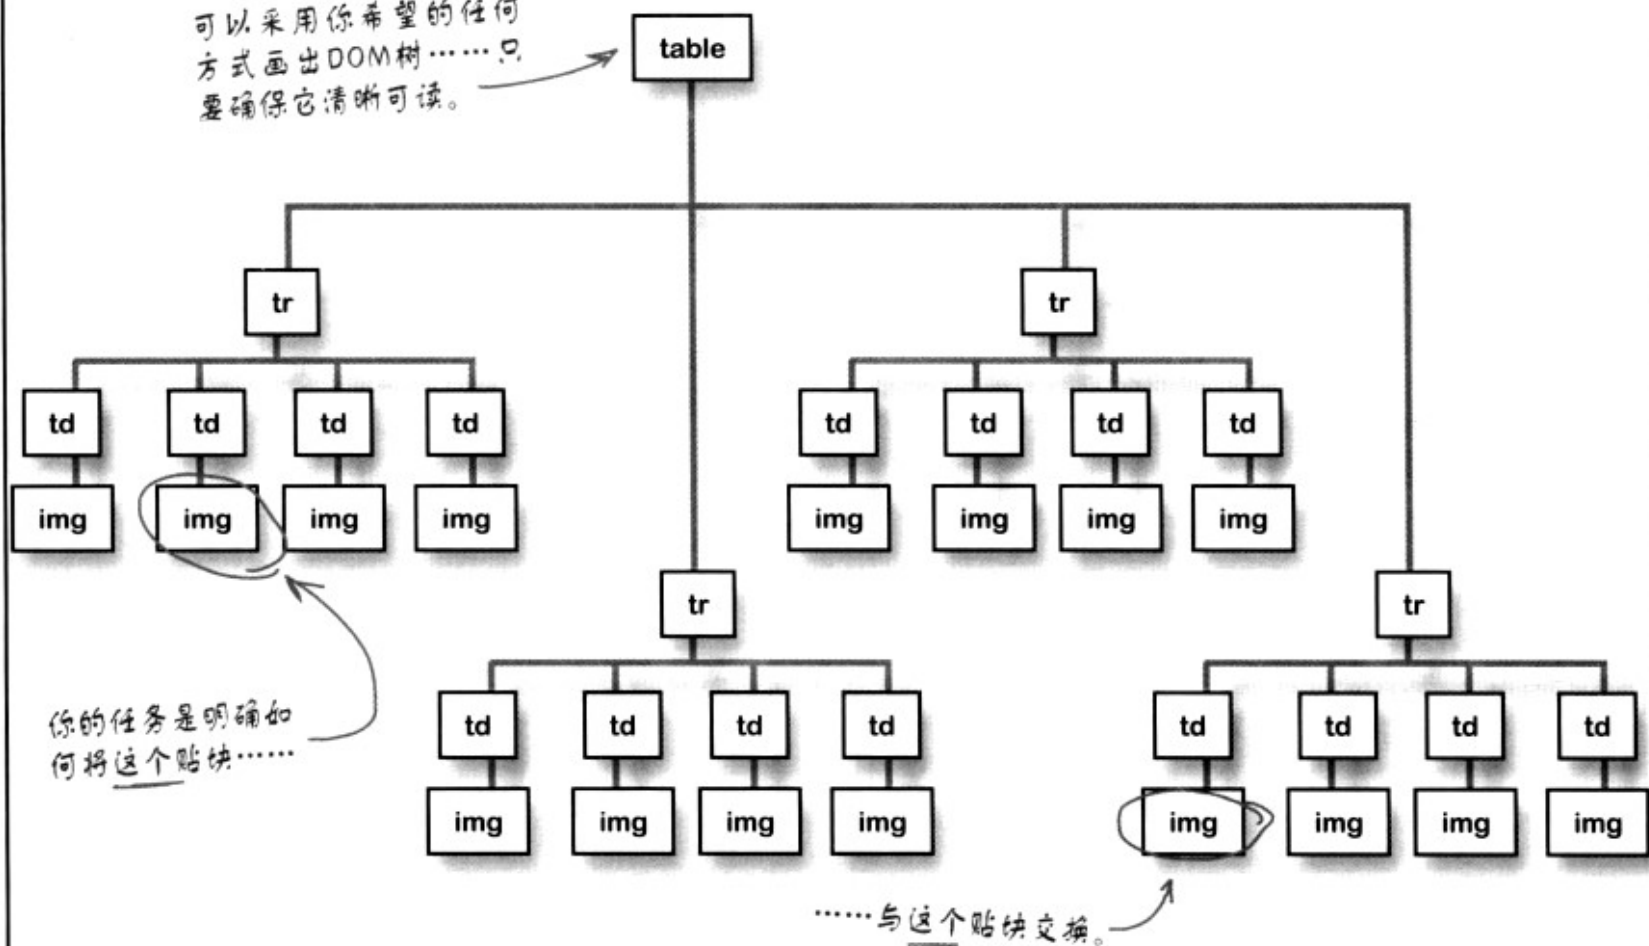 可以采用你希望的任何
方式画出DOM树……只
要确保它清晰可读。
table
tr
tr
td
td
td
td
td
td
td
td
img
img
img
img
img
img
img
img
tr
tr
td
td
td
td
td
td
td
td
img
img
img
img
img
img
img
img
你的任务是明确如
何将这个贴块……
……与这个贴块交换。